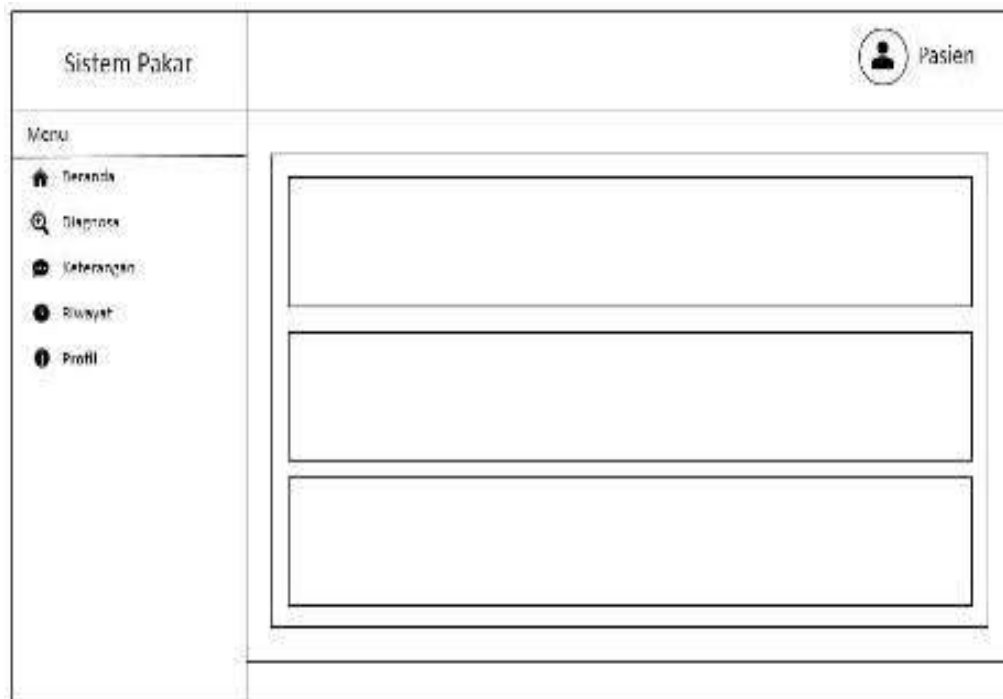 Sistem Pakar
Pasien
Menu
Beranda
Diagnosa
Keterangan
Riwayat
Profil